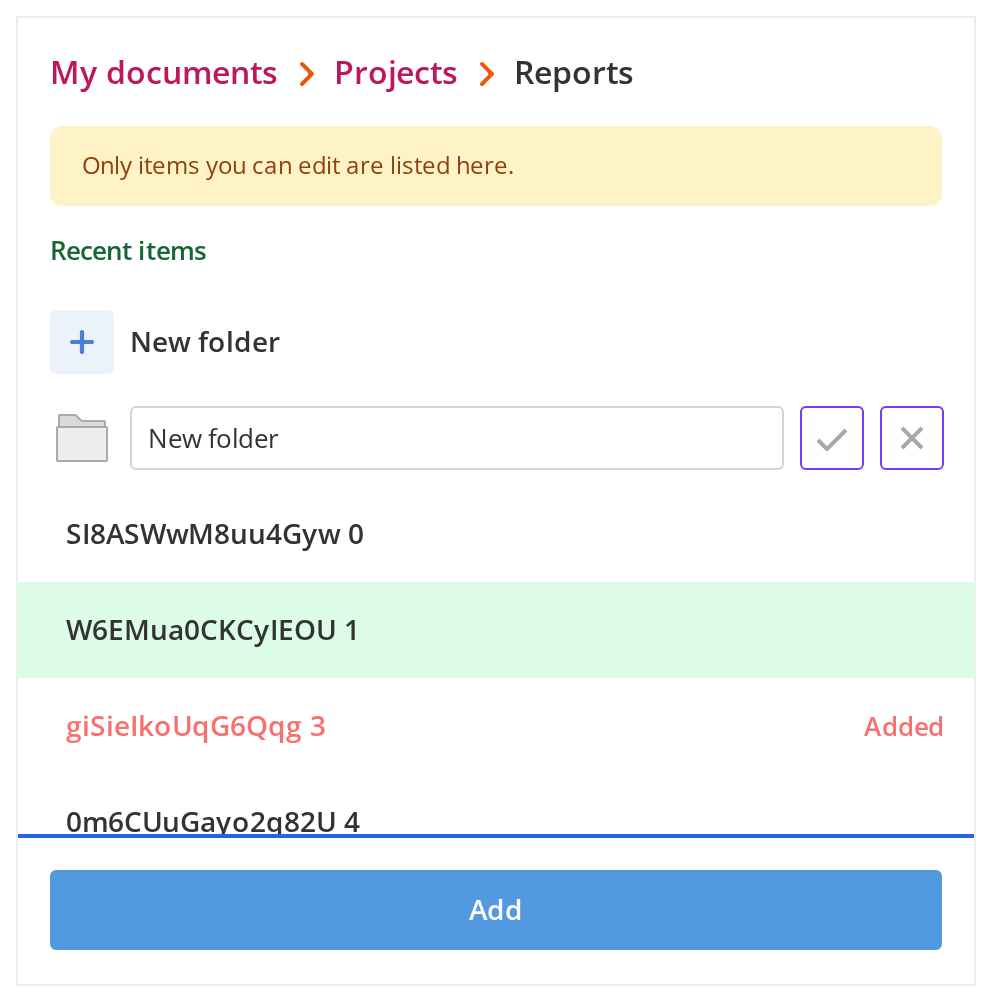 My documents Projects Reports
Only items you can edit are listed here.
Recent items
New folder
New folder
SI8ASWwM8uu4Gyw 0
W6EMua0CKCyIEOU 1
giSieIkoUqG6Qqg 3 Added
0m6CUuGayo2q82U 4
Add